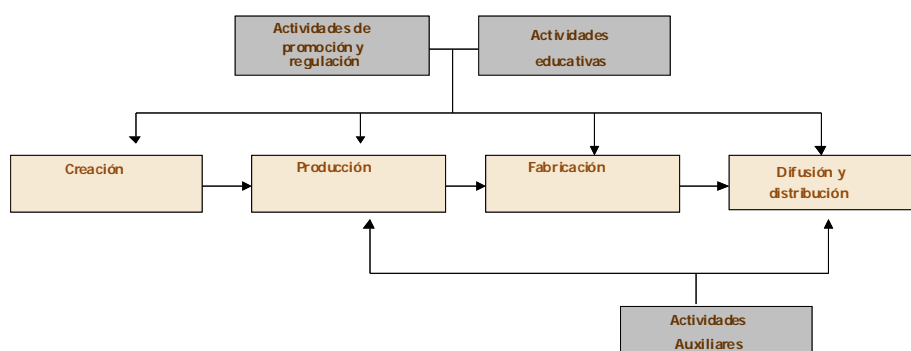 Actividades de
promoción y
regulación
Actividades
educativas
Creación
Producción
Fabricación
Difusión y
distribución
Actividades
Auxiliares